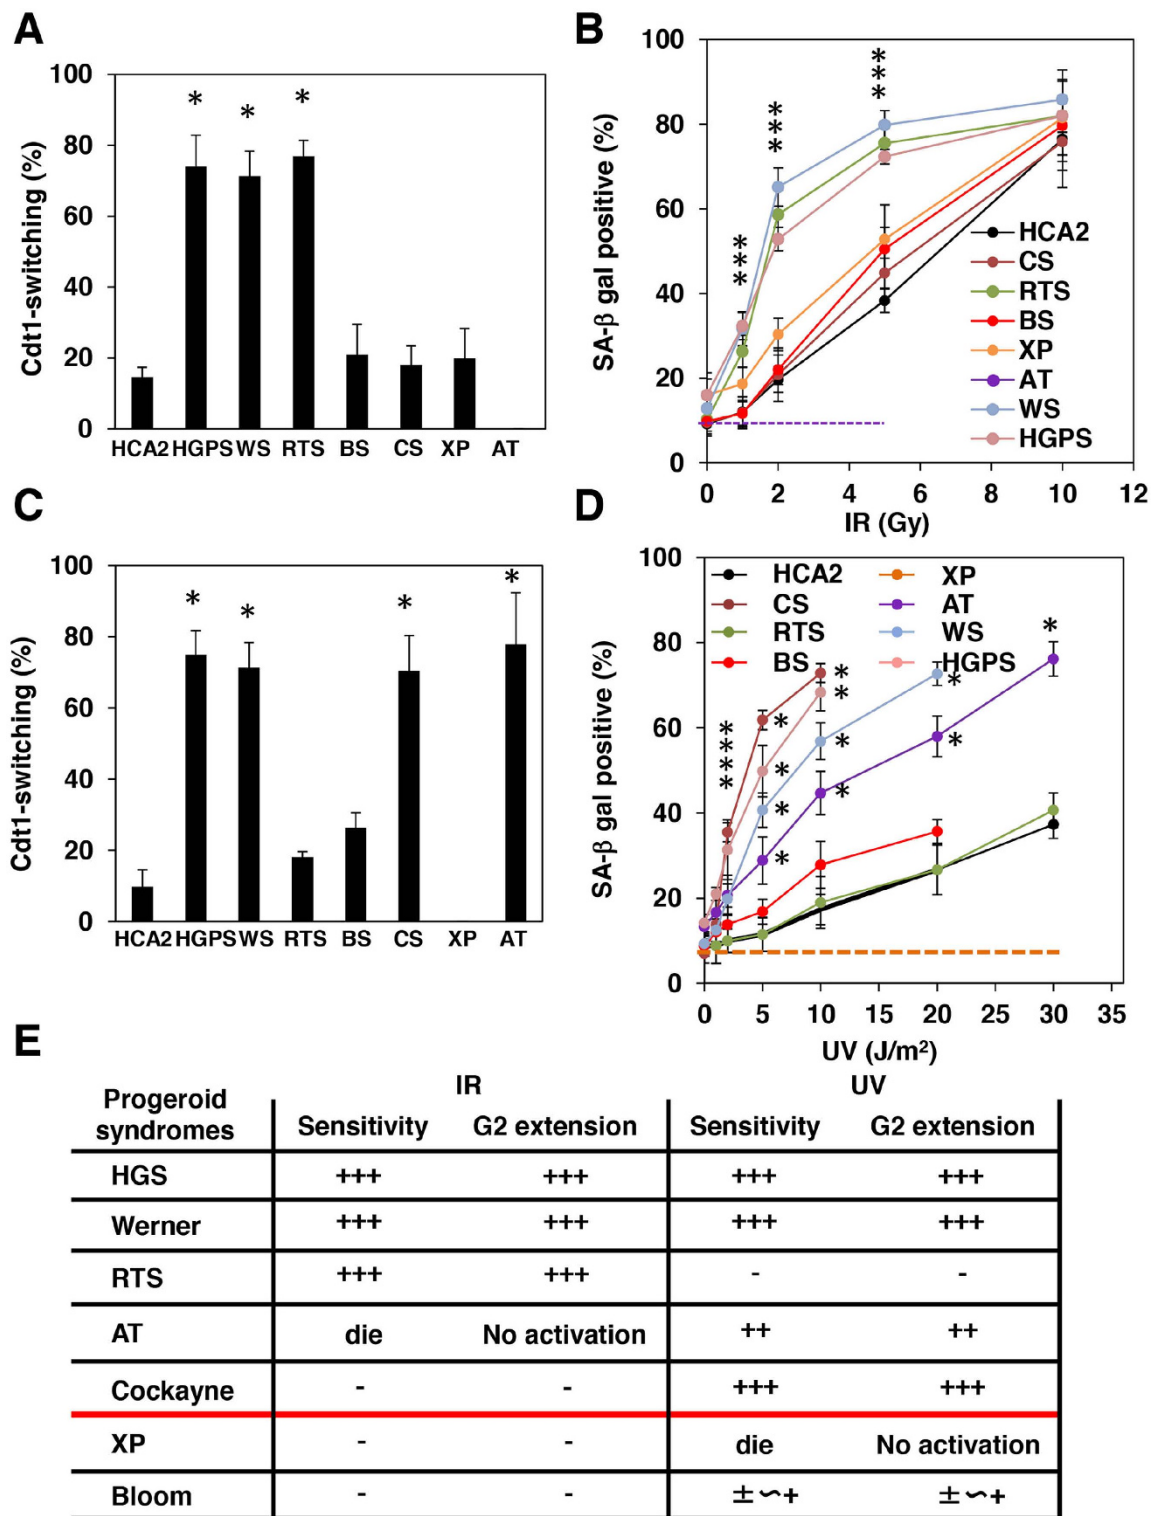 A
Cdt1-switching (%)
100
80
60
40
20
0
* * *
HCA2 HGPS WS RTS BS CS XP AT
B
SA-β gal positive (%)
100
80
60
40
20
0
***
***
***
HCA2
CS
RTS
BS
XP
AT
WS
HGPS
0 2 4 6 8 10 12
IR (Gy)
C
Cdt1-switching (%)
100
80
60
40
20
0
* * * *
HCA2 HGPS WS RTS BS CS XP AT
D
SA-β gal positive (%)
100
80
60
40
20
0
HCA2 XP
CS AT
RTS WS
BS HGPS
****
* * * *
* * * *
* *
*
0 5 10 15 20 25 30 35
UV (J/m²)
E
IR UV
Progeroid
syndromes
Sensitivity G2 extension Sensitivity G2 extension
HGS +++ +++ +++ +++
Werner +++ +++ +++ +++
RTS +++ +++ - -
AT die No activation ++ ++
Cockayne - - +++ +++
XP - - die No activation
Bloom - - ±∽+ ±∽+